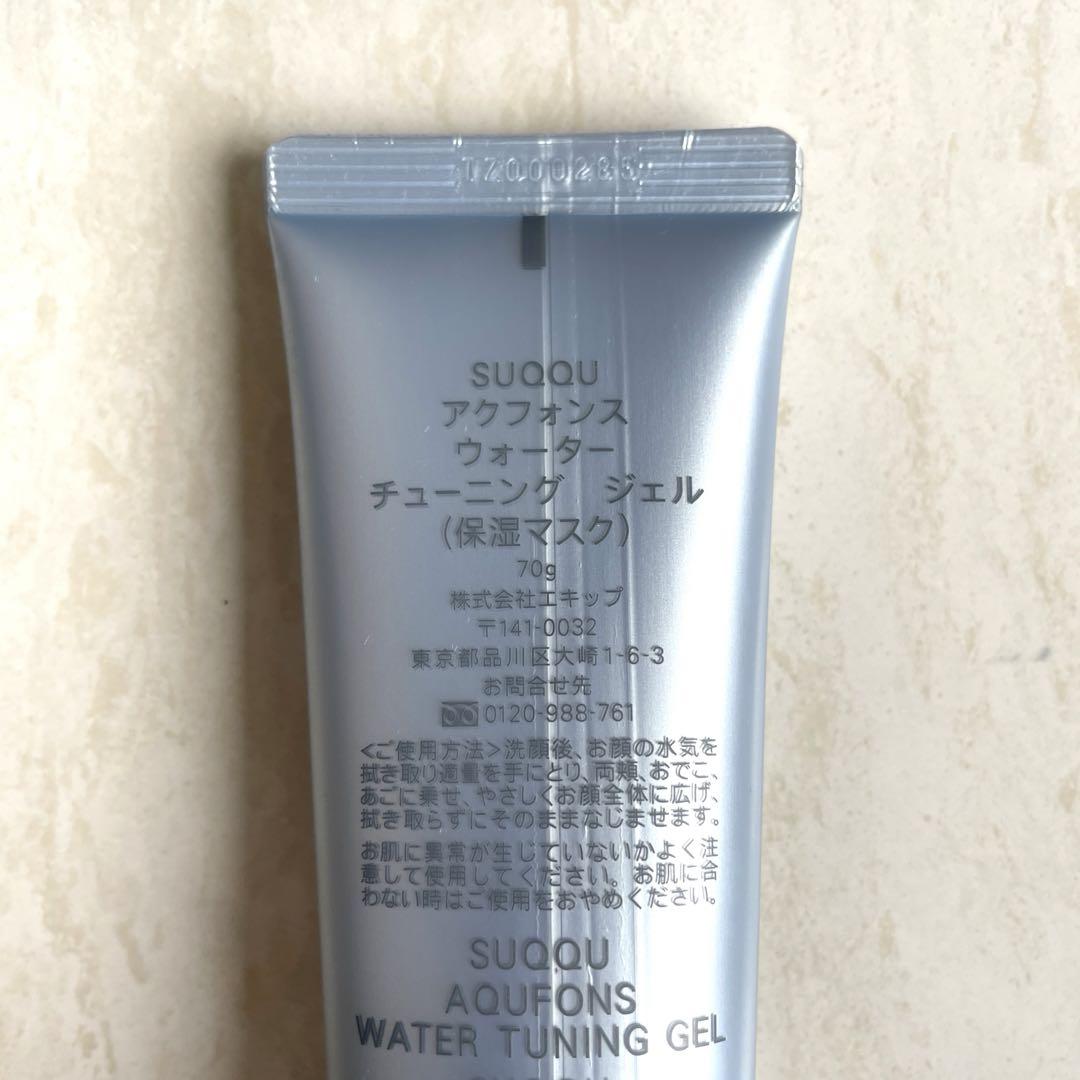 SUQQU
アクフォンス
ウォーター
チューニング ジェル
(保湿マスク)
70g
株式会社エキップ
〒141-0032
東京都品川区大崎1-6-3
お問合せ先
0120-988-761
<ご使用方法>洗顔後、お顔の水気を
拭き取り適量を手にとり、両頬、おでこ、
あごに乗せ、やさしくお顔全体に広げ、
拭き取らずにそのままなじませます。
お肌に異常が生じていないかよく注
意して使用してください。お肌に合
わない時はご使用をおやめください。
SUQQU
AQUFONS
WATER TUNING GEL